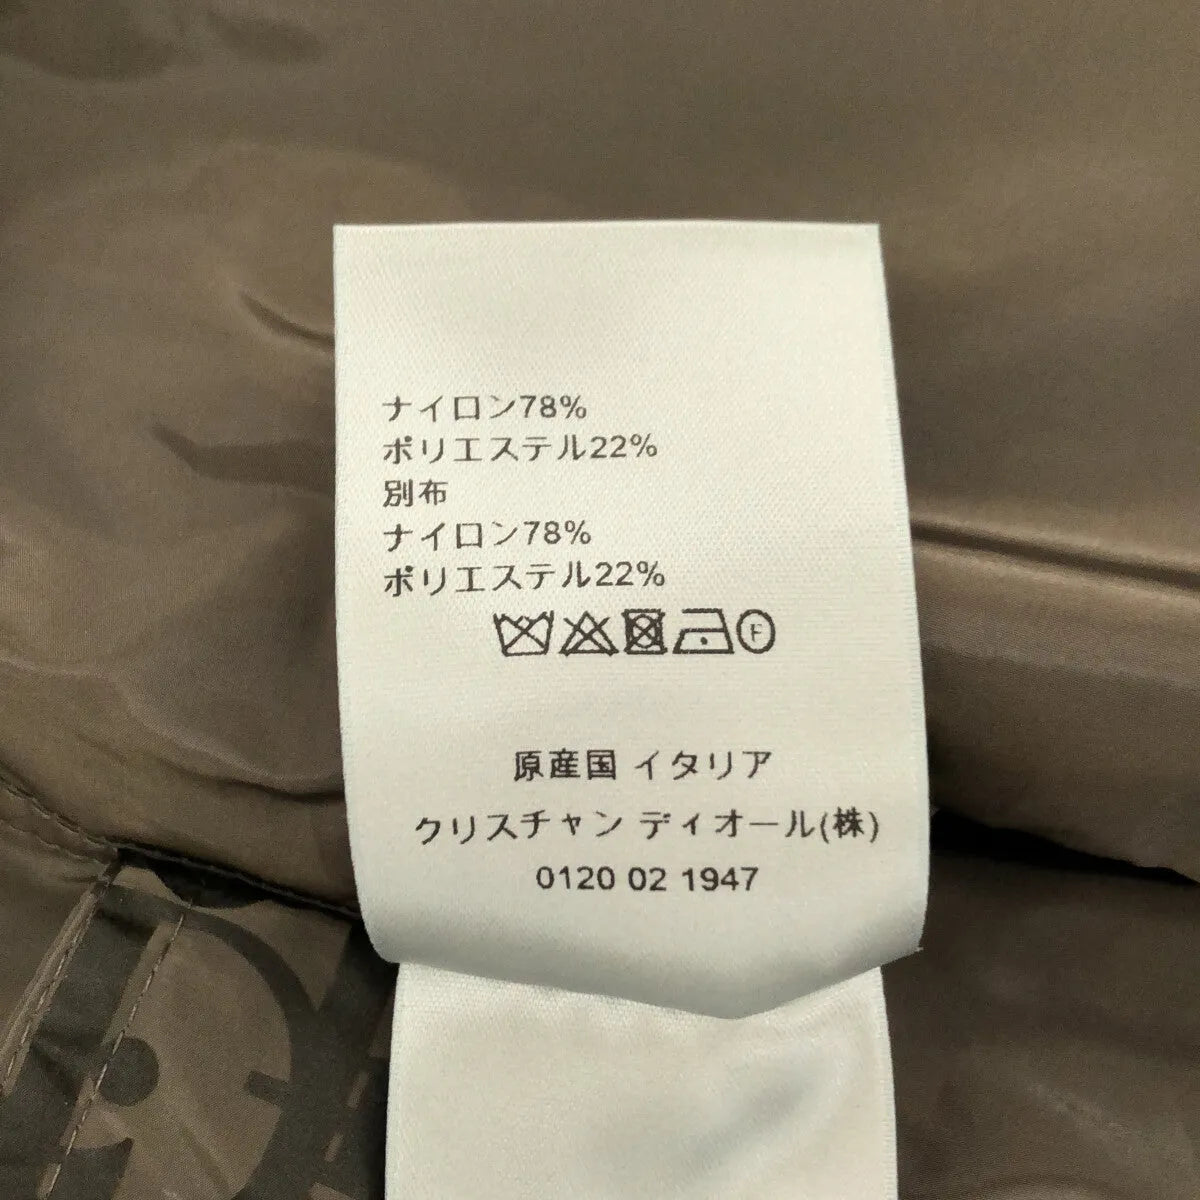 ナイロン78%
ポリエステル22%
別布
ナイロン78%
ポリエステル22%
F
原産国 イタリア
クリスチャン ディオール(株)
0120 02 1947